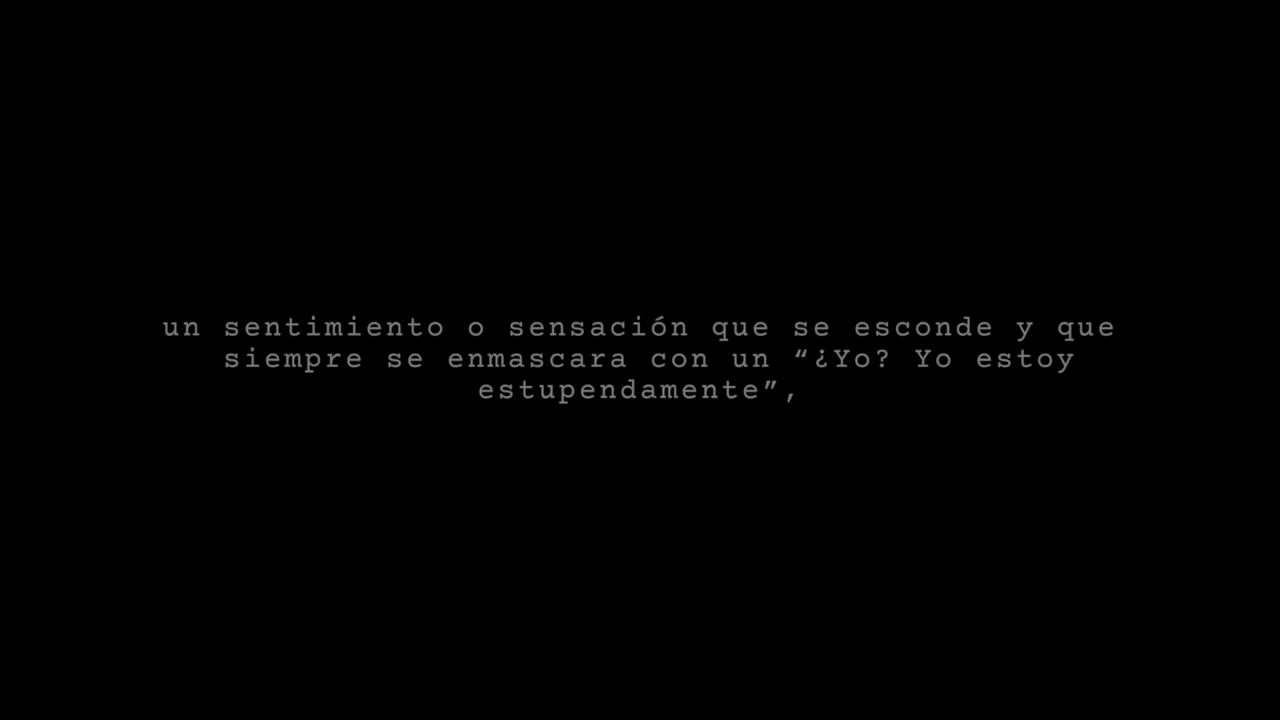 un sentimiento o sensación que se esconde y que
siempre se enmascara con un “¿Yo? Yo estoy
estupendamente”,